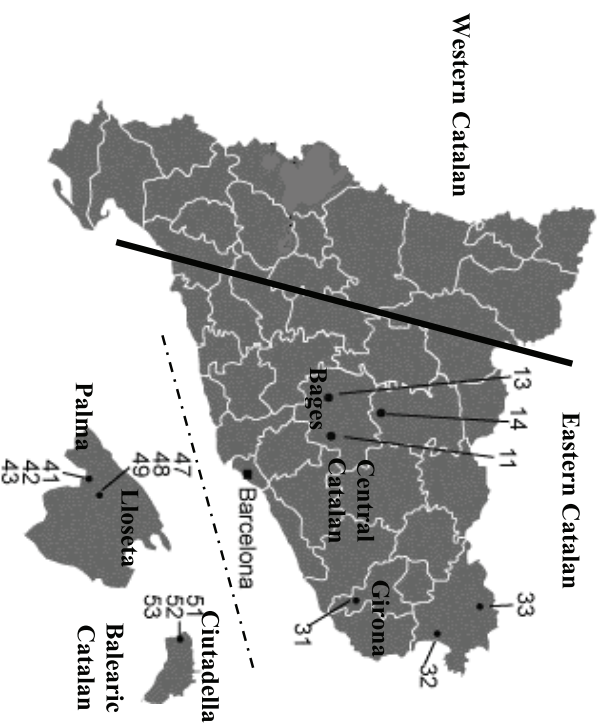 Western Catalan
Eastern Catalan
13
14
11
33
32
31
Bages
Central
Catalan
Girona
Barcelona
Palma
Lloseta
47
48
49
41
42
43
Ciutadella
51
52
53
Balearic
Catalan